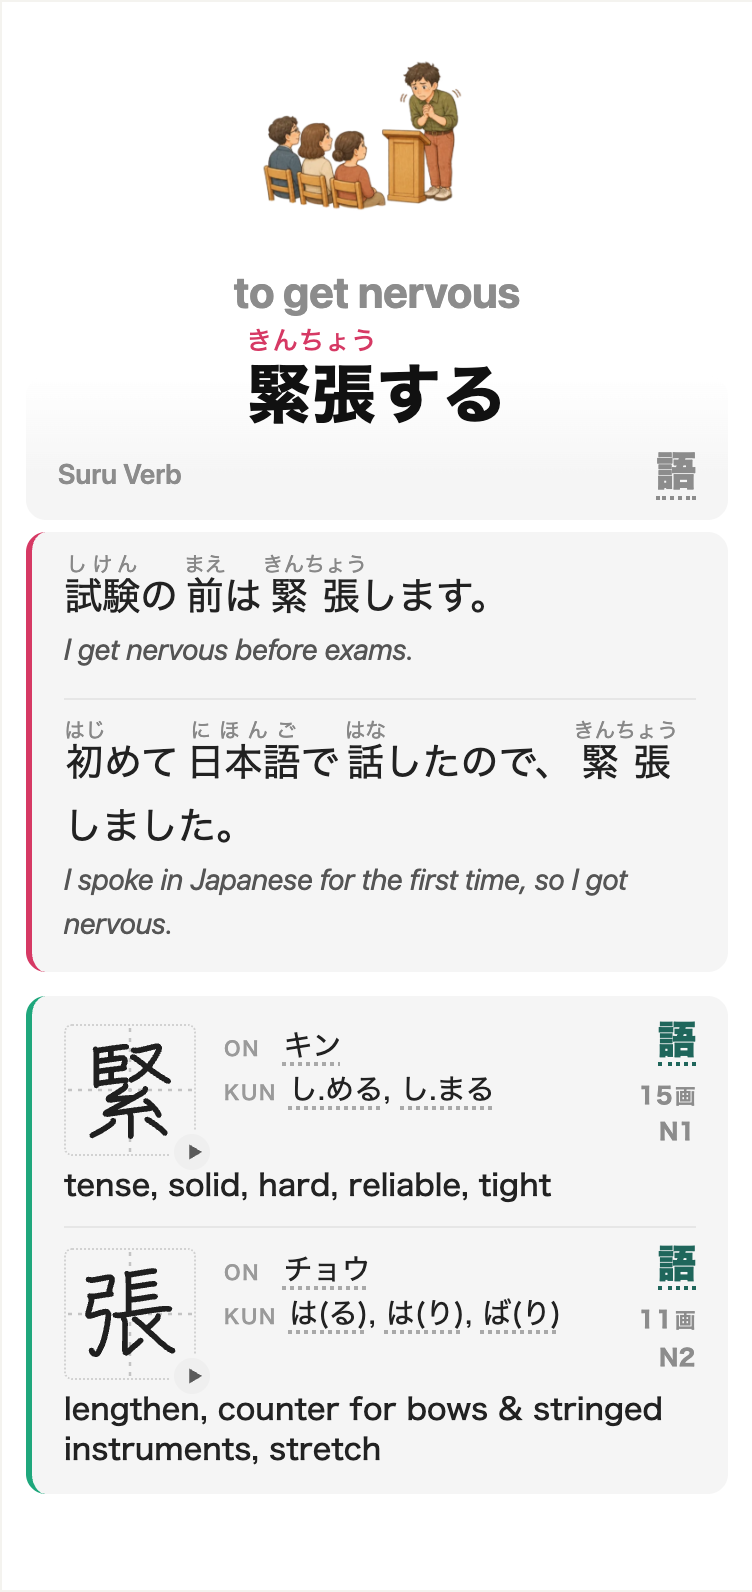 to get nervous
きんちょう
緊張する
Suru Verb 語
しけん まえ きんちょう
試験の前は緊張します。
I get nervous before exams.
はじ にほんご はな きんちょう
初めて日本語で話したので、緊張
しました。
I spoke in Japanese for the first time, so I got
nervous.
緊 ON キン 語
KUN し.める, し.まる 15画
N1
tense, solid, hard, reliable, tight
張 ON チョウ 語
KUN は(る), は(り), ば(り) 11画
N2
lengthen, counter for bows & stringed
instruments, stretch